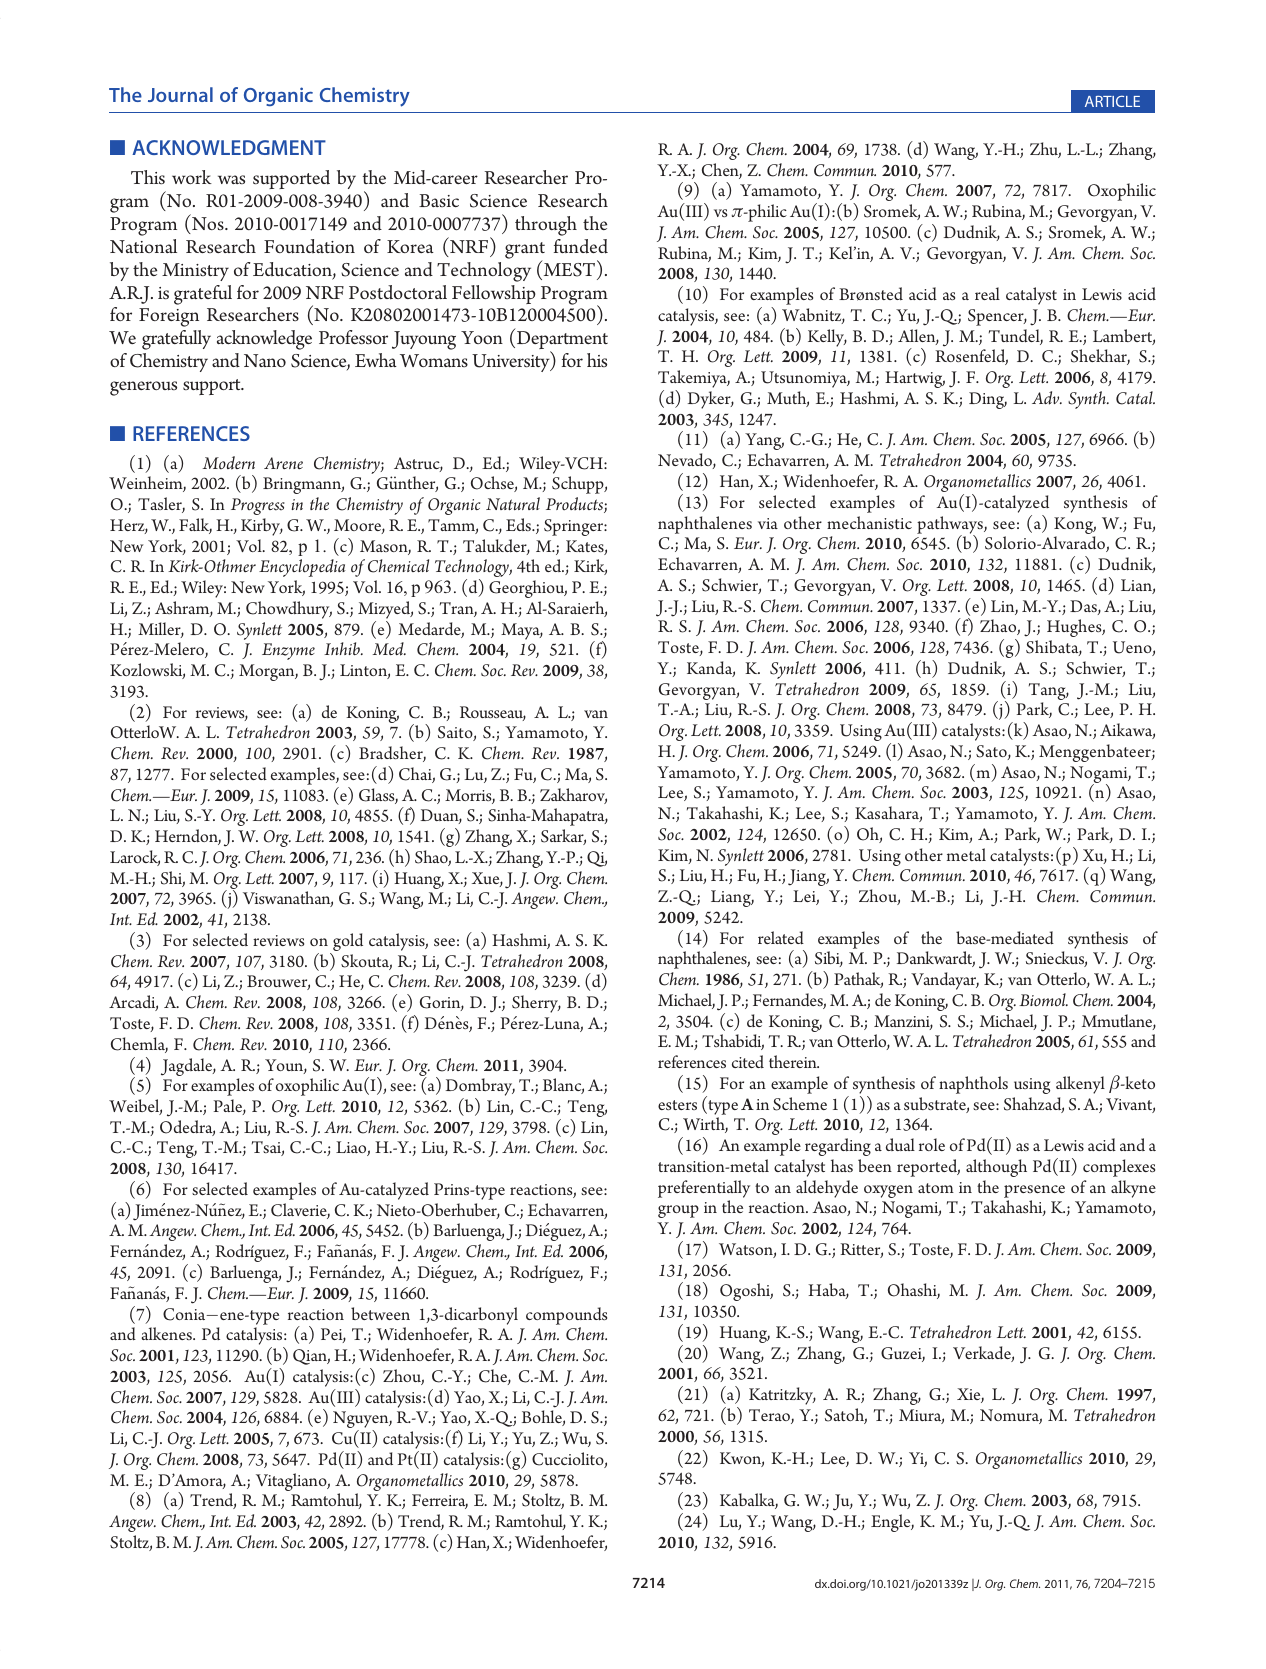 The Journal of Organic Chemistry
ARTICLE
■ ACKNOWLEDGMENT
This work was supported by the Mid-career Researcher Pro-
gram (No. R01-2009-008-3940) and Basic Science Research
Program (Nos. 2010-0017149 and 2010-0007737) through the
National Research Foundation of Korea (NRF) grant funded
by the Ministry of Education, Science and Technology (MEST).
A.R.J. is grateful for 2009 NRF Postdoctoral Fellowship Program
for Foreign Researchers (No. K20802001473-10B120004500).
We gratefully acknowledge Professor Juyoung Yoon (Department
of Chemistry and Nano Science, Ewha Womans University) for his
generous support.
■ REFERENCES
(1) (a) Modern Arene Chemistry; Astruc, D., Ed.; Wiley-VCH:
Weinheim, 2002. (b) Bringmann, G.; Günther, G.; Ochse, M.; Schupp,
O.; Tasler, S. In Progress in the Chemistry of Organic Natural Products;
Herz, W., Falk, H., Kirby, G. W., Moore, R. E., Tamm, C., Eds.; Springer:
New York, 2001; Vol. 82, p 1. (c) Mason, R. T.; Talukder, M.; Kates,
C. R. In Kirk-Othmer Encyclopedia of Chemical Technology, 4th ed.; Kirk,
R. E., Ed.; Wiley: New York, 1995; Vol. 16, p 963. (d) Georghiou, P. E.;
Li, Z.; Ashram, M.; Chowdhury, S.; Mizyed, S.; Tran, A. H.; Al-Saraierh,
H.; Miller, D. O. Synlett 2005, 879. (e) Medarde, M.; Maya, A. B. S.;
Pérez-Melero, C. J. Enzyme Inhib. Med. Chem. 2004, 19, 521. (f)
Kozlowski, M. C.; Morgan, B. J.; Linton, E. C. Chem. Soc. Rev. 2009, 38,
3193.
(2) For reviews, see: (a) de Koning, C. B.; Rousseau, A. L.; van
OtterloW. A. L. Tetrahedron 2003, 59, 7. (b) Saito, S.; Yamamoto, Y.
Chem. Rev. 2000, 100, 2901. (c) Bradsher, C. K. Chem. Rev. 1987,
87, 1277. For selected examples, see:(d) Chai, G.; Lu, Z.; Fu, C.; Ma, S.
Chem.—Eur. J. 2009, 15, 11083. (e) Glass, A. C.; Morris, B. B.; Zakharov,
L. N.; Liu, S.-Y. Org. Lett. 2008, 10, 4855. (f) Duan, S.; Sinha-Mahapatra,
D. K.; Herndon, J. W. Org. Lett. 2008, 10, 1541. (g) Zhang, X.; Sarkar, S.;
Larock, R. C. J. Org. Chem. 2006, 71, 236. (h) Shao, L.-X.; Zhang, Y.-P.; Qi,
M.-H.; Shi, M. Org. Lett. 2007, 9, 117. (i) Huang, X.; Xue, J. J. Org. Chem.
2007, 72, 3965. (j) Viswanathan, G. S.; Wang, M.; Li, C.-J. Angew. Chem.,
Int. Ed. 2002, 41, 2138.
(3) For selected reviews on gold catalysis, see: (a) Hashmi, A. S. K.
Chem. Rev. 2007, 107, 3180. (b) Skouta, R.; Li, C.-J. Tetrahedron 2008,
64, 4917. (c) Li, Z.; Brouwer, C.; He, C. Chem. Rev. 2008, 108, 3239. (d)
Arcadi, A. Chem. Rev. 2008, 108, 3266. (e) Gorin, D. J.; Sherry, B. D.;
Toste, F. D. Chem. Rev. 2008, 108, 3351. (f) Dénès, F.; Pérez-Luna, A.;
Chemla, F. Chem. Rev. 2010, 110, 2366.
(4) Jagdale, A. R.; Youn, S. W. Eur. J. Org. Chem. 2011, 3904.
(5) For examples of oxophilic Au(I), see: (a) Dombray, T.; Blanc, A.;
Weibel, J.-M.; Pale, P. Org. Lett. 2010, 12, 5362. (b) Lin, C.-C.; Teng,
T.-M.; Odedra, A.; Liu, R.-S. J. Am. Chem. Soc. 2007, 129, 3798. (c) Lin,
C.-C.; Teng, T.-M.; Tsai, C.-C.; Liao, H.-Y.; Liu, R.-S. J. Am. Chem. Soc.
2008, 130, 16417.
(6) For selected examples of Au-catalyzed Prins-type reactions, see:
(a) Jiménez-Núñez, E.; Claverie, C. K.; Nieto-Oberhuber, C.; Echavarren,
A. M. Angew. Chem., Int. Ed. 2006, 45, 5452. (b) Barluenga, J.; Diéguez, A.;
Fernández, A.; Rodríguez, F.; Fañanás, F. J. Angew. Chem., Int. Ed. 2006,
45, 2091. (c) Barluenga, J.; Fernández, A.; Diéguez, A.; Rodríguez, F.;
Fañanás, F. J. Chem.—Eur. J. 2009, 15, 11660.
(7) Conia−ene-type reaction between 1,3-dicarbonyl compounds
and alkenes. Pd catalysis: (a) Pei, T.; Widenhoefer, R. A. J. Am. Chem.
Soc. 2001, 123, 11290. (b) Qian, H.; Widenhoefer, R. A. J. Am. Chem. Soc.
2003, 125, 2056. Au(I) catalysis:(c) Zhou, C.-Y.; Che, C.-M. J. Am.
Chem. Soc. 2007, 129, 5828. Au(III) catalysis:(d) Yao, X.; Li, C.-J. J. Am.
Chem. Soc. 2004, 126, 6884. (e) Nguyen, R.-V.; Yao, X.-Q.; Bohle, D. S.;
Li, C.-J. Org. Lett. 2005, 7, 673. Cu(II) catalysis:(f) Li, Y.; Yu, Z.; Wu, S.
J. Org. Chem. 2008, 73, 5647. Pd(II) and Pt(II) catalysis:(g) Cucciolito,
M. E.; D'Amora, A.; Vitagliano, A. Organometallics 2010, 29, 5878.
(8) (a) Trend, R. M.; Ramtohul, Y. K.; Ferreira, E. M.; Stoltz, B. M.
Angew. Chem., Int. Ed. 2003, 42, 2892. (b) Trend, R. M.; Ramtohul, Y. K.;
Stoltz, B. M. J. Am. Chem. Soc. 2005, 127, 17778. (c) Han, X.; Widenhoefer,
R. A. J. Org. Chem. 2004, 69, 1738. (d) Wang, Y.-H.; Zhu, L.-L.; Zhang,
Y.-X.; Chen, Z. Chem. Commun. 2010, 577.
(9) (a) Yamamoto, Y. J. Org. Chem. 2007, 72, 7817. Oxophilic
Au(III) vs π-philic Au(I):(b) Sromek, A. W.; Rubina, M.; Gevorgyan, V.
J. Am. Chem. Soc. 2005, 127, 10500. (c) Dudnik, A. S.; Sromek, A. W.;
Rubina, M.; Kim, J. T.; Kel'in, A. V.; Gevorgyan, V. J. Am. Chem. Soc.
2008, 130, 1440.
(10) For examples of Brønsted acid as a real catalyst in Lewis acid
catalysis, see: (a) Wabnitz, T. C.; Yu, J.-Q.; Spencer, J. B. Chem.—Eur.
J. 2004, 10, 484. (b) Kelly, B. D.; Allen, J. M.; Tundel, R. E.; Lambert,
T. H. Org. Lett. 2009, 11, 1381. (c) Rosenfeld, D. C.; Shekhar, S.;
Takemiya, A.; Utsunomiya, M.; Hartwig, J. F. Org. Lett. 2006, 8, 4179.
(d) Dyker, G.; Muth, E.; Hashmi, A. S. K.; Ding, L. Adv. Synth. Catal.
2003, 345, 1247.
(11) (a) Yang, C.-G.; He, C. J. Am. Chem. Soc. 2005, 127, 6966. (b)
Nevado, C.; Echavarren, A. M. Tetrahedron 2004, 60, 9735.
(12) Han, X.; Widenhoefer, R. A. Organometallics 2007, 26, 4061.
(13) For selected examples of Au(I)-catalyzed synthesis of
naphthalenes via other mechanistic pathways, see: (a) Kong, W.; Fu,
C.; Ma, S. Eur. J. Org. Chem. 2010, 6545. (b) Solorio-Alvarado, C. R.;
Echavarren, A. M. J. Am. Chem. Soc. 2010, 132, 11881. (c) Dudnik,
A. S.; Schwier, T.; Gevorgyan, V. Org. Lett. 2008, 10, 1465. (d) Lian,
J.-J.; Liu, R.-S. Chem. Commun. 2007, 1337. (e) Lin, M.-Y.; Das, A.; Liu,
R. S. J. Am. Chem. Soc. 2006, 128, 9340. (f) Zhao, J.; Hughes, C. O.;
Toste, F. D. J. Am. Chem. Soc. 2006, 128, 7436. (g) Shibata, T.; Ueno,
Y.; Kanda, K. Synlett 2006, 411. (h) Dudnik, A. S.; Schwier, T.;
Gevorgyan, V. Tetrahedron 2009, 65, 1859. (i) Tang, J.-M.; Liu,
T.-A.; Liu, R.-S. J. Org. Chem. 2008, 73, 8479. (j) Park, C.; Lee, P. H.
Org. Lett. 2008, 10, 3359. Using Au(III) catalysts:(k) Asao, N.; Aikawa,
H. J. Org. Chem. 2006, 71, 5249. (l) Asao, N.; Sato, K.; Menggenbateer;
Yamamoto, Y. J. Org. Chem. 2005, 70, 3682. (m) Asao, N.; Nogami, T.;
Lee, S.; Yamamoto, Y. J. Am. Chem. Soc. 2003, 125, 10921. (n) Asao,
N.; Takahashi, K.; Lee, S.; Kasahara, T.; Yamamoto, Y. J. Am. Chem.
Soc. 2002, 124, 12650. (o) Oh, C. H.; Kim, A.; Park, W.; Park, D. I.;
Kim, N. Synlett 2006, 2781. Using other metal catalysts:(p) Xu, H.; Li,
S.; Liu, H.; Fu, H.; Jiang, Y. Chem. Commun. 2010, 46, 7617. (q) Wang,
Z.-Q.; Liang, Y.; Lei, Y.; Zhou, M.-B.; Li, J.-H. Chem. Commun.
2009, 5242.
(14) For related examples of the base-mediated synthesis of
naphthalenes, see: (a) Sibi, M. P.; Dankwardt, J. W.; Snieckus, V. J. Org.
Chem. 1986, 51, 271. (b) Pathak, R.; Vandayar, K.; van Otterlo, W. A. L.;
Michael, J. P.; Fernandes, M. A.; de Koning, C. B. Org. Biomol. Chem. 2004,
2, 3504. (c) de Koning, C. B.; Manzini, S. S.; Michael, J. P.; Mmutlane,
E. M.; Tshabidi, T. R.; van Otterlo, W. A. L. Tetrahedron 2005, 61, 555 and
references cited therein.
(15) For an example of synthesis of naphthols using alkenyl β-keto
esters (type A in Scheme 1 (1)) as a substrate, see: Shahzad, S. A.; Vivant,
C.; Wirth, T. Org. Lett. 2010, 12, 1364.
(16) An example regarding a dual role of Pd(II) as a Lewis acid and a
transition-metal catalyst has been reported, although Pd(II) complexes
preferentially to an aldehyde oxygen atom in the presence of an alkyne
group in the reaction. Asao, N.; Nogami, T.; Takahashi, K.; Yamamoto,
Y. J. Am. Chem. Soc. 2002, 124, 764.
(17) Watson, I. D. G.; Ritter, S.; Toste, F. D. J. Am. Chem. Soc. 2009,
131, 2056.
(18) Ogoshi, S.; Haba, T.; Ohashi, M. J. Am. Chem. Soc. 2009,
131, 10350.
(19) Huang, K.-S.; Wang, E.-C. Tetrahedron Lett. 2001, 42, 6155.
(20) Wang, Z.; Zhang, G.; Guzei, I.; Verkade, J. G. J. Org. Chem.
2001, 66, 3521.
(21) (a) Katritzky, A. R.; Zhang, G.; Xie, L. J. Org. Chem. 1997,
62, 721. (b) Terao, Y.; Satoh, T.; Miura, M.; Nomura, M. Tetrahedron
2000, 56, 1315.
(22) Kwon, K.-H.; Lee, D. W.; Yi, C. S. Organometallics 2010, 29,
5748.
(23) Kabalka, G. W.; Ju, Y.; Wu, Z. J. Org. Chem. 2003, 68, 7915.
(24) Lu, Y.; Wang, D.-H.; Engle, K. M.; Yu, J.-Q. J. Am. Chem. Soc.
2010, 132, 5916.
7214
dx.doi.org/10.1021/jo201339z |J. Org. Chem. 2011, 76, 7204–7215